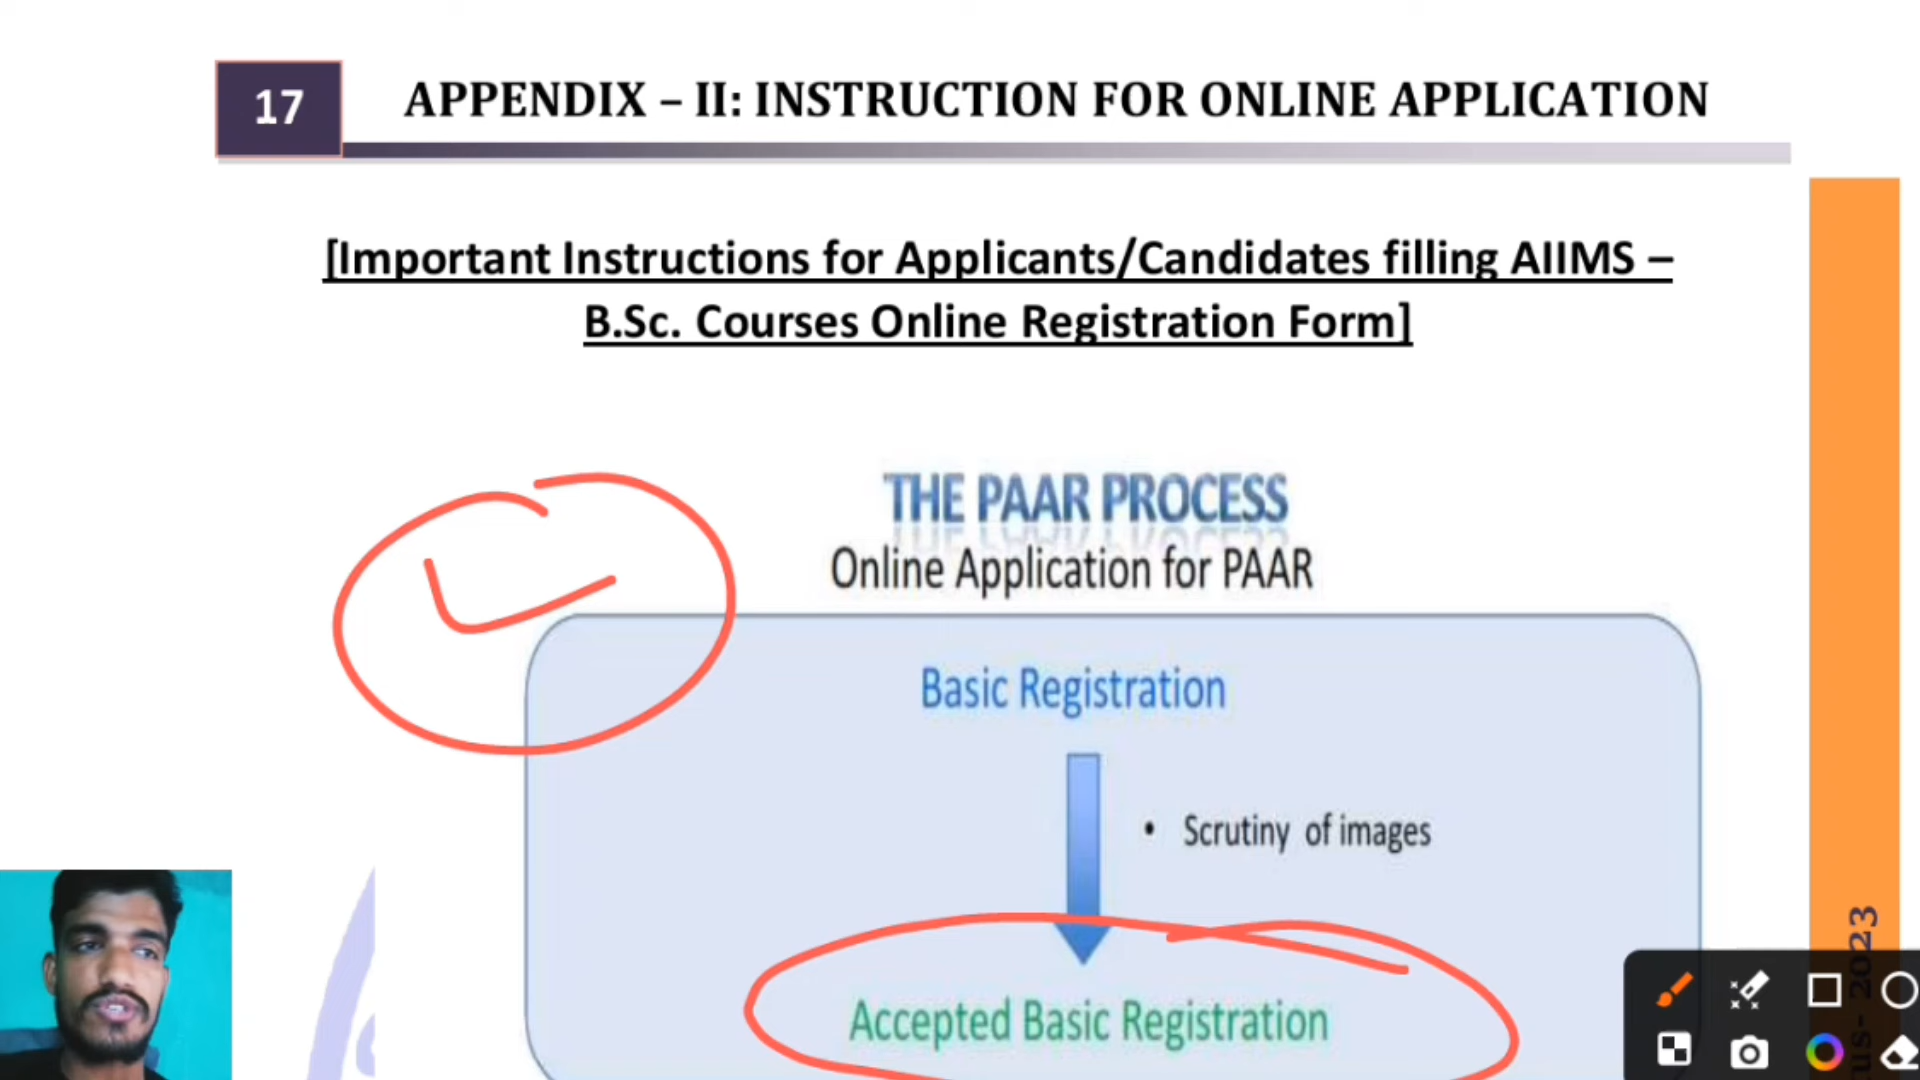 17
APPENDIX – II: INSTRUCTION FOR ONLINE APPLICATION
[Important Instructions for Applicants/Candidates filling AIIMS –
B.Sc. Courses Online Registration Form]
THE PAAR PROCESS
Online Application for PAAR
Basic Registration
• Scrutiny of images
Accepted Basic Registration
2023